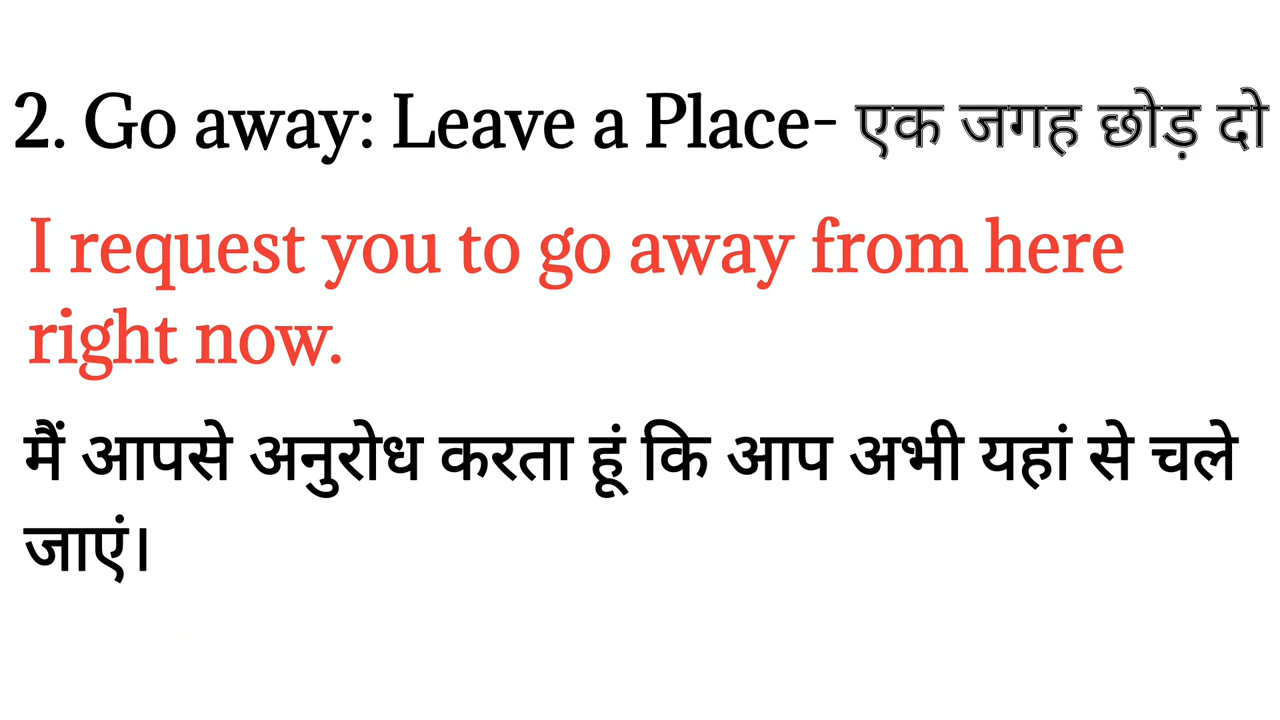 2. Go away: Leave a Place- एक जगह छोड़ दो
I request you to go away from here
right now.
मैं आपसे अनुरोध करता हूं कि आप अभी यहां से चले
जाएं।